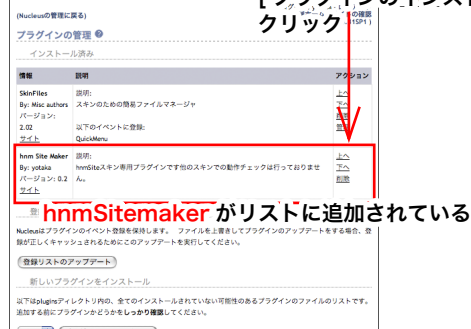 クリック
(Nucleusの管理に
戻る)
の確認
プラグインの
管理
インストール済み
情報 説明 アクション
SkinFiles 説明: 上へ
By: Misc authors スキンのための簡易ファイルマネージャ 下へ
バージョン:
2.02 以下のイベントに登録:
サイト QuickMenu
hnm Site Maker 説明: 上へ
By: yotaka hnmSiteスキン専用プラグインです他のスキンでの動作チェックは行っておりませ 下へ
バージョン: 0.2 ん。 削除
サイト
hnmSitemaker がリストに追加されている
Nucleusはプラグインのイベント登録を保持します。 ファイルを上書きしてプラグインのアップデートをする場合、登
録が正しくキャッシュされるためにこのアップデートを実行してください。
登録リストのアップデート
新しいプラグインをインストール
以下はpluginsディレクトリ内の、全てのインストールされていない可能性のあるプラグインのファイルのリストです。
追加する前にプラグインかどうかをしっかり確認してください。